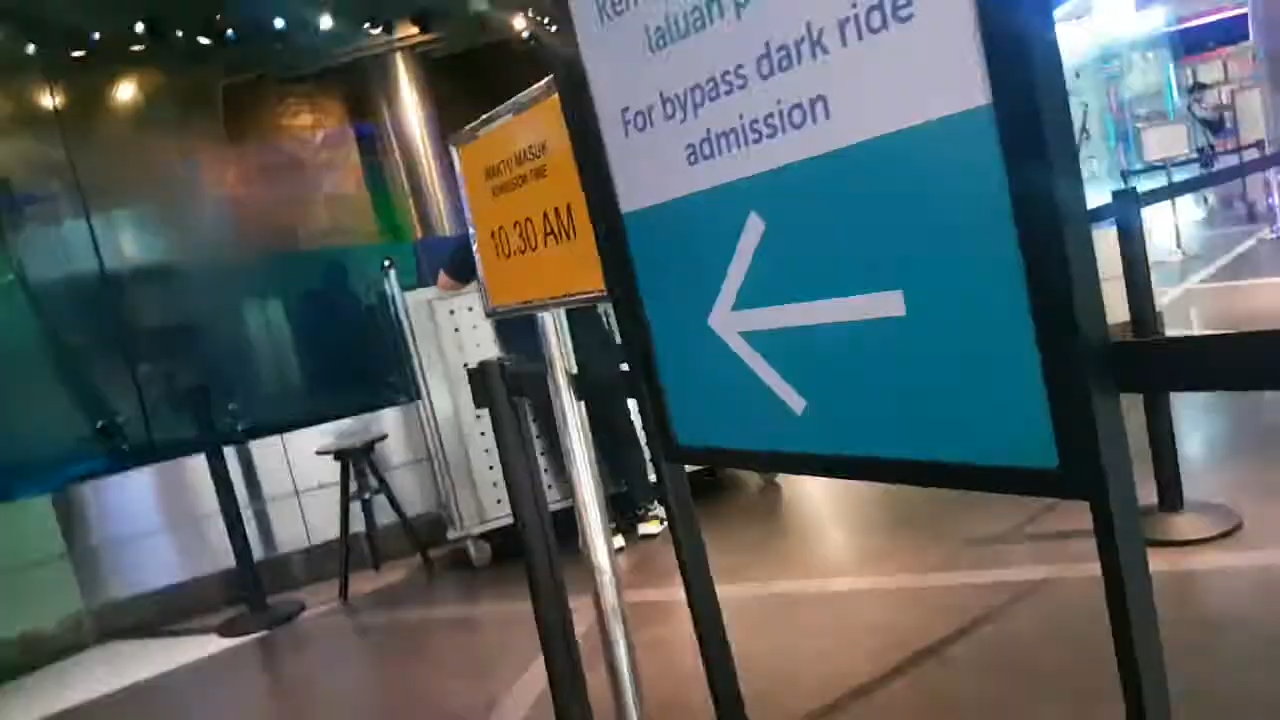 laluan
For bypass dark ride
admission
WAKTU MASUK
ADMISSION TIME
10.30 AM